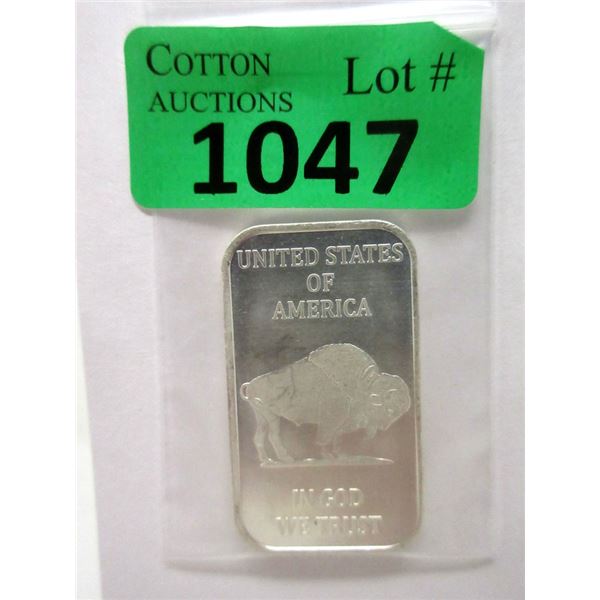 COTTON Lot #
AUCTIONS
1047
UNITED STATES
OF
AMERICA
IN GOD
WE TRUST